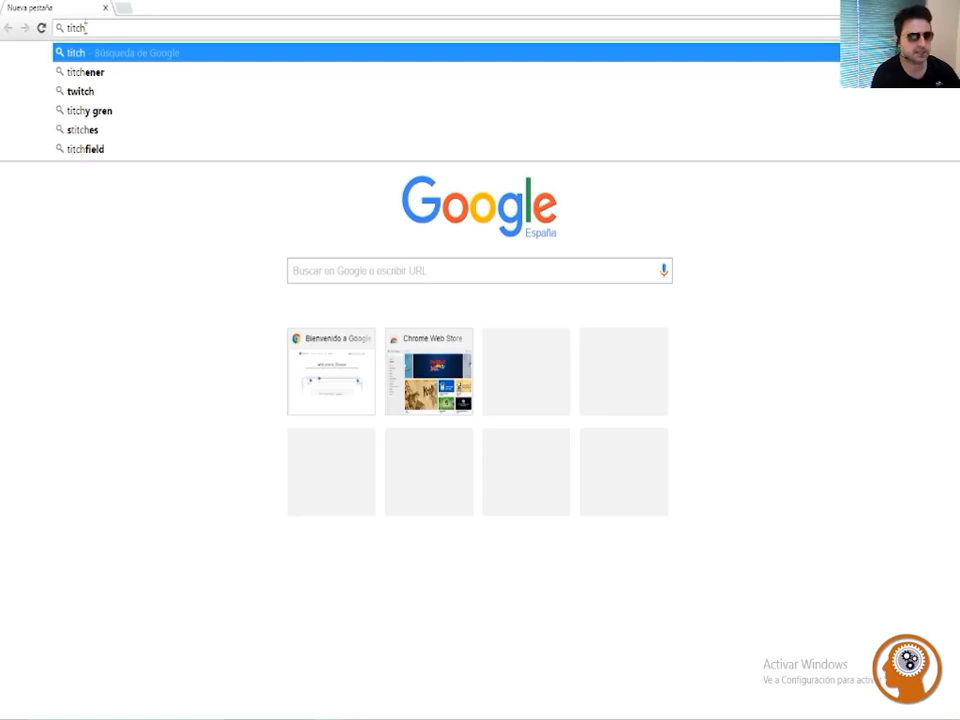 Nueva pestaña
titch
titch - Búsqueda de Google
titchener
twitch
titchy gren
stitches
titchfield
Google
España
Buscar en Google o escribir URL
Bienvenido a Google
Chrome Web Store
Activar Windows
Ve a Configuración para activ